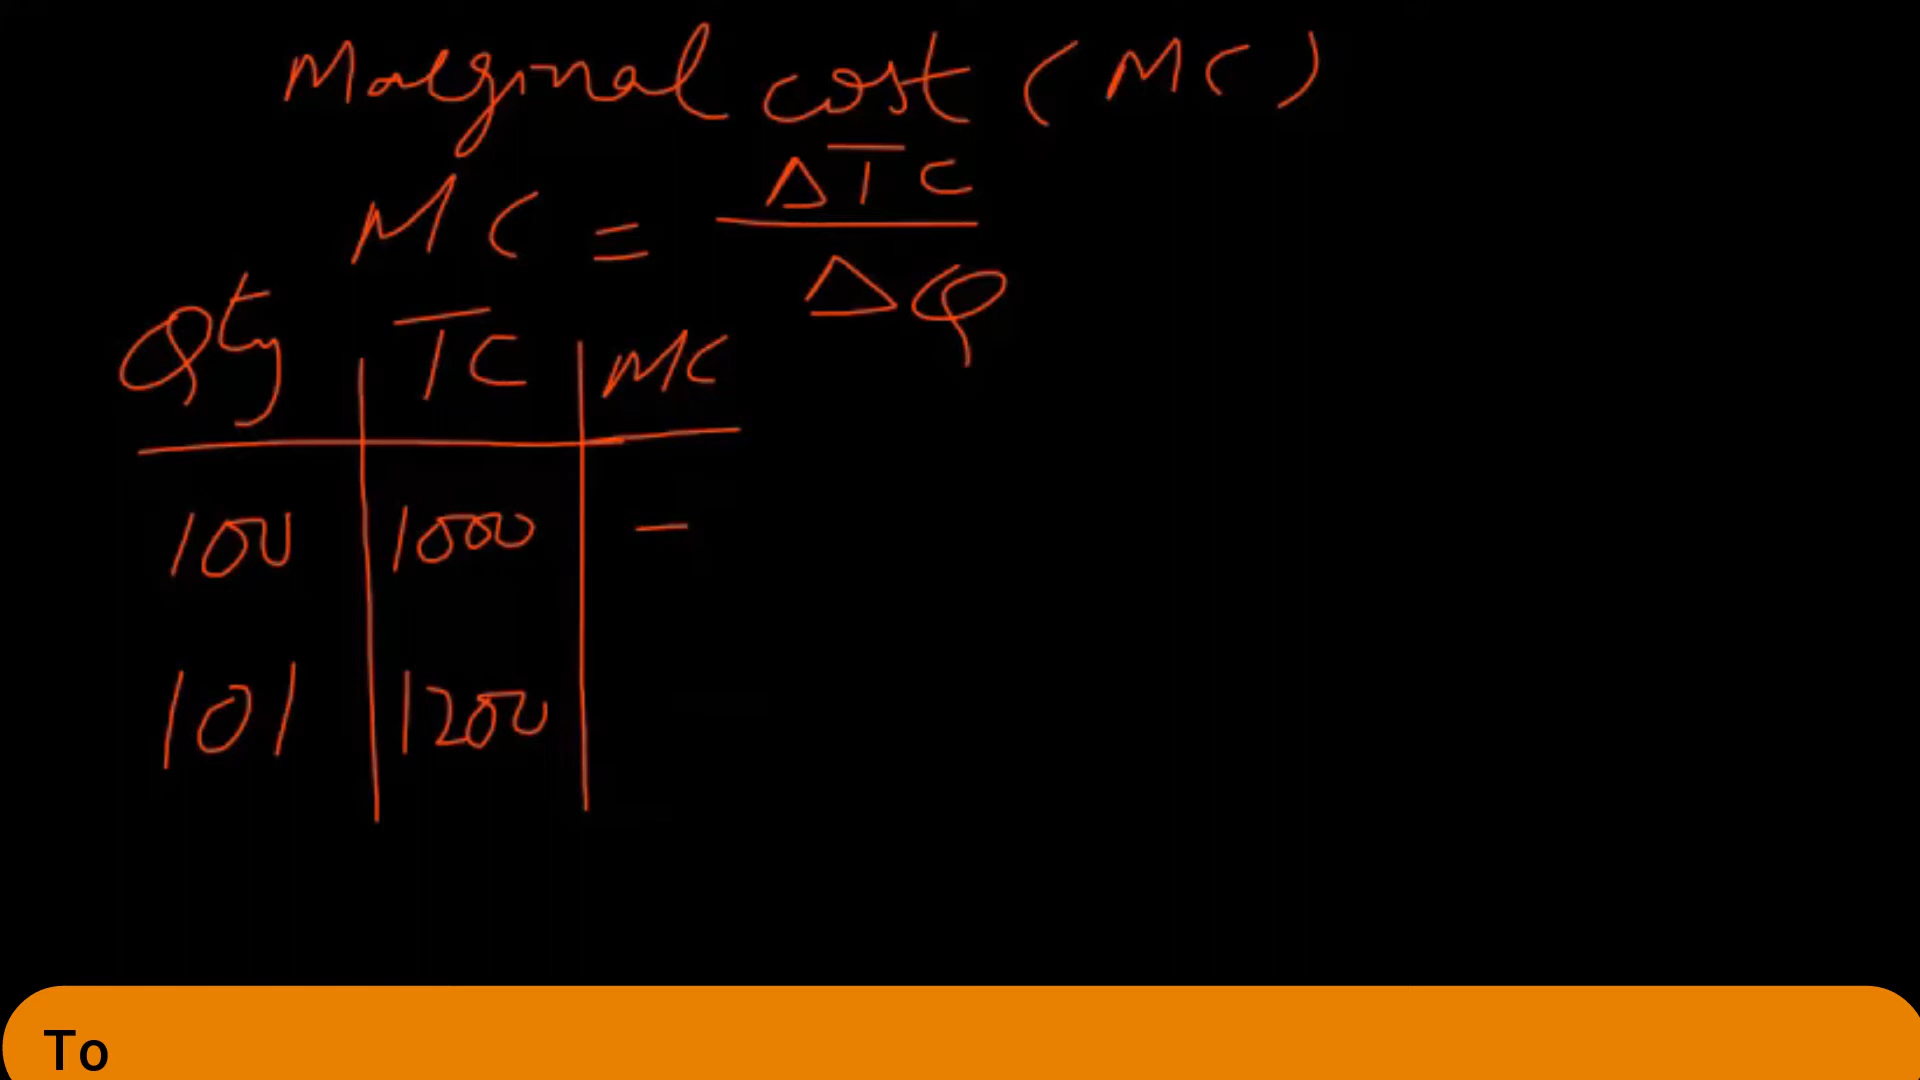 Marginal cost (MC)
MC = ΔTC / ΔQ
Qty TC MC
100 1000 —
101 1200
To